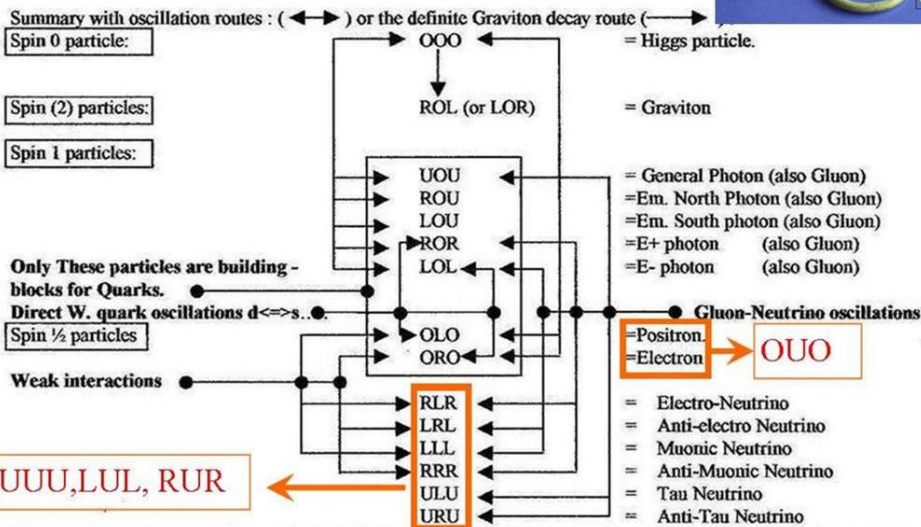 Summary with oscillation routes : ( ◄─► ) or the definite Graviton decay route (──►
Spin 0 particle: OOO = Higgs particle.
Spin (2) particles: ROL (or LOR) = Graviton
Spin 1 particles:
UOU = General Photon (also Gluon)
ROU =Em. North Photon (also Gluon)
LOU =Em. South photon (also Gluon)
ROR =E+ photon (also Gluon)
Only These particles are building - LOL =E- photon (also Gluon)
blocks for Quarks.
Direct W. quark oscillations d<=>s... Gluon-Neutrino oscillations
Spin ½ particles OLO =Positron.
ORO =Electron OUO
Weak interactions
RLR = Electro-Neutrino
LRL = Anti-electro Neutrino
LLL = Muonic Neutrino
UUU,LUL, RUR RRR = Anti-Muonic Neutrino
ULU = Tau Neutrino
URU = Anti-Tau Neutrino